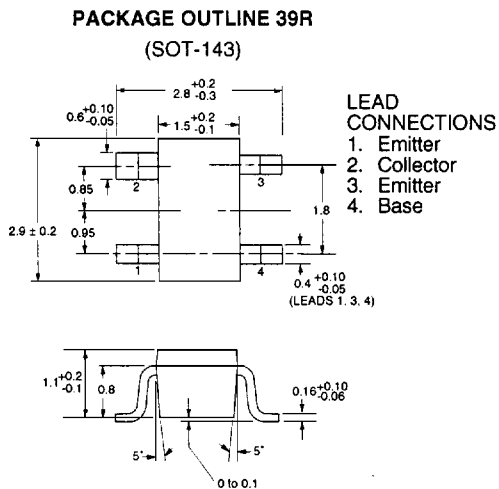 PACKAGE OUTLINE 39R
(SOT-143)
2.8 +0.2 -0.3
0.6 +0.10 -0.05
1.5 +0.2 -0.1
LEAD
CONNECTIONS
1. Emitter
2. Collector
3. Emitter
4. Base
2
3
0.85
1.8
2.9 ± 0.2
0.95
1
4
0.4 +0.10 -0.05
(LEADS 1, 3, 4)
1.1 +0.2 -0.1
0.8
0.16 +0.10 -0.06
5°
5°
0 to 0.1